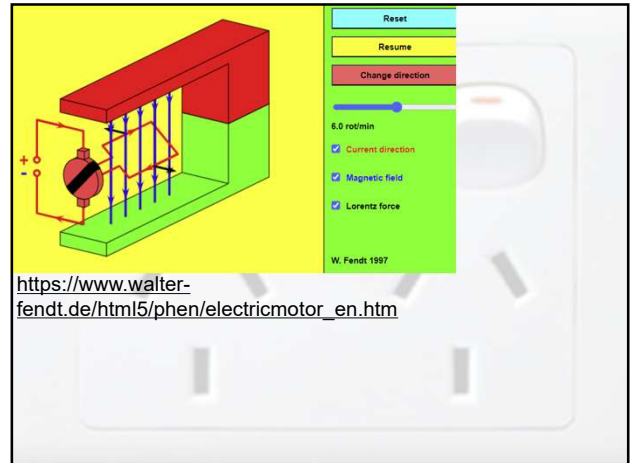 Reset
Resume
Change direction
6.0 rot/min
Current direction
Magnetic field
Lorentz force
W. Fendt 1997
+
-
https://www.walter-
fendt.de/html5/phen/electricmotor_en.htm